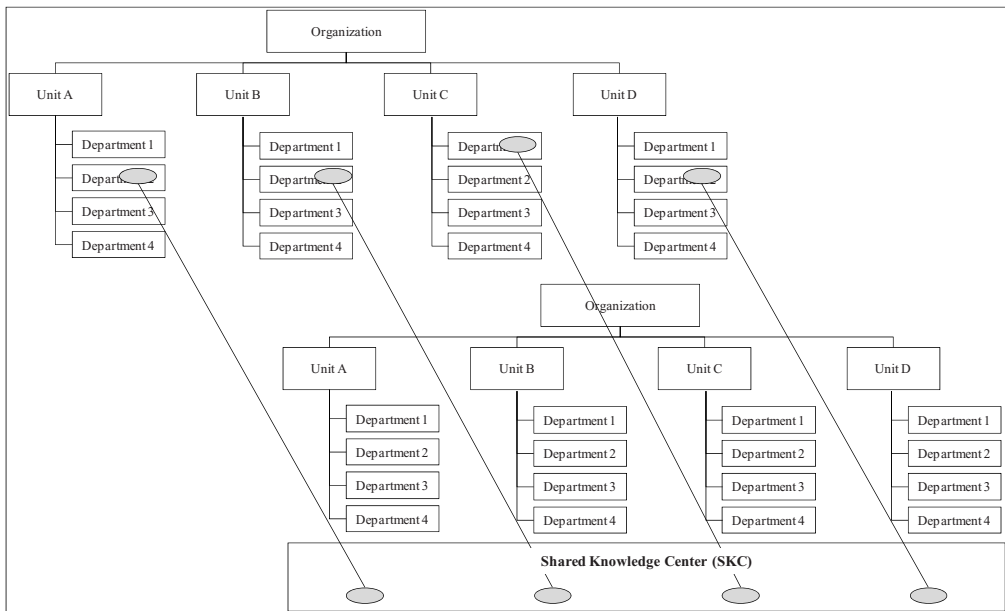 Organization
Unit A
Unit B
Unit C
Unit D
Department 1
Department 1
Department 1
Department 2
Department 3
Department 3
Department 3
Department 3
Department 4
Department 4
Department 4
Department 4
Organization
Unit A
Unit B
Unit C
Unit D
Department 1
Department 1
Department 1
Department 1
Department 2
Department 2
Department 2
Department 2
Department 3
Department 3
Department 3
Department 3
Department 4
Department 4
Department 4
Department 4
Shared Knowledge Center (SKC)